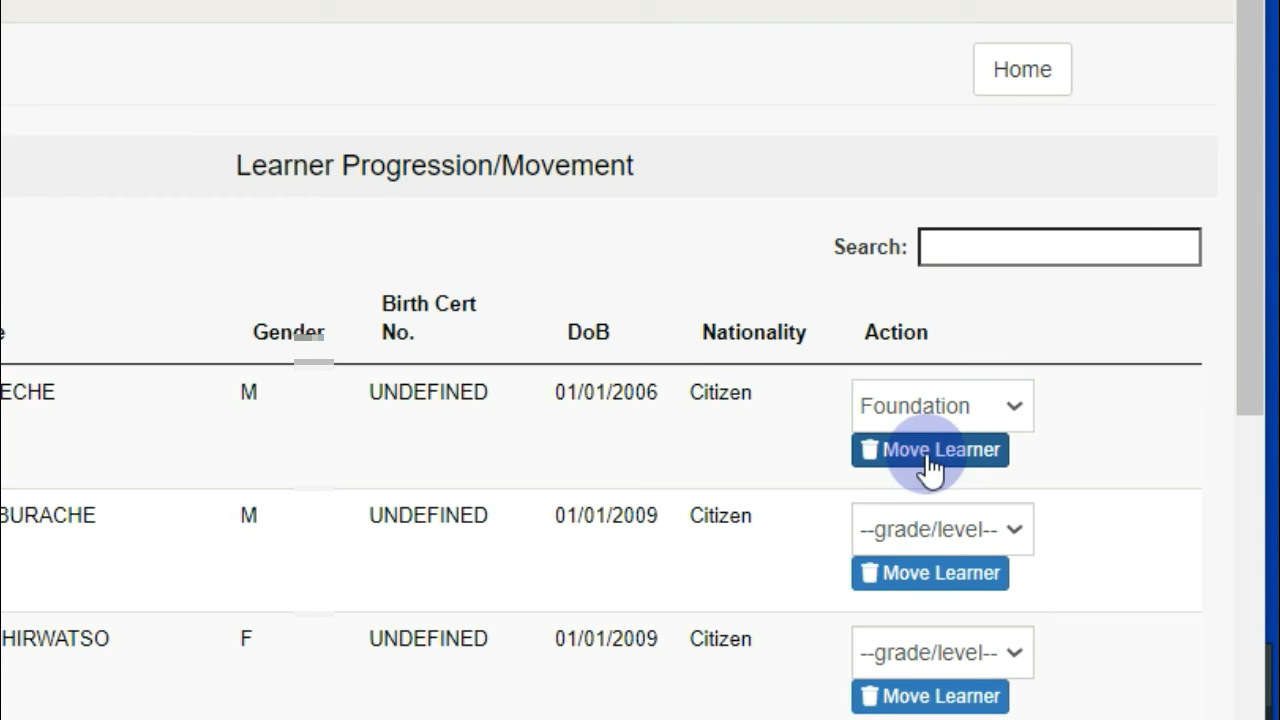 Home
Learner Progression/Movement
Search:
Gender Birth Cert No. DoB Nationality Action
ECHE M UNDEFINED 01/01/2006 Citizen Foundation
Move Learner
BURACHE M UNDEFINED 01/01/2009 Citizen --grade/level--
Move Learner
HIRWATSO F UNDEFINED 01/01/2009 Citizen --grade/level--
Move Learner